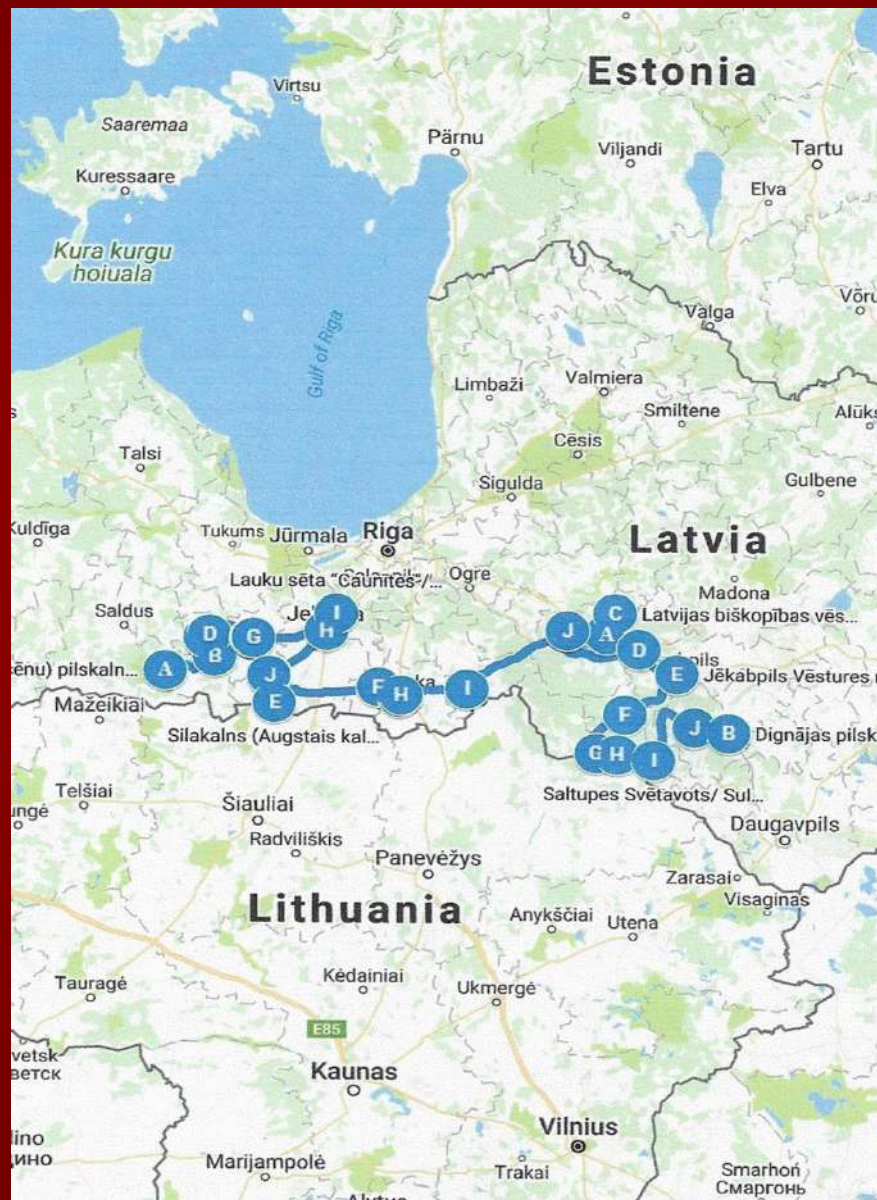 Estonia
Virtsu
Saaremaa
Pärnu
Viljandi
Tartu
Kuressaare
Elva
Kura kurgu
hoiuala
Võru
Valga
Gulf of Riga
Limbaži
Valmiera
Smiltene
Cēsis
Talsi
Sigulda
Gulbene
Tukums
Jūrmala
Riga
Latvia
Lauku sēta "Caunītes"/...
Ogre
Madona
Saldus
C
Latvijas biškopības vēs...
I
H
J
A
D
G
B
D
A
E
Jēkabpils Vēstures
J
E
F
H
I
F
J
B
Dignājas pilsk
Mažeikiai
Silakalns (Augstais kal...
G
H
I
Saltupes Svētavots/ Sul...
Telšiai
Šiauliai
Radviliškis
Daugavpils
Panevėžys
Zarasai
Visaginas
Lithuania
Anykščiai
Utena
Kėdainiai
Tauragė
Ukmergė
E85
Kaunas
Vilnius
Marijampolė
Trakai
Smarhoń
Смаргонь